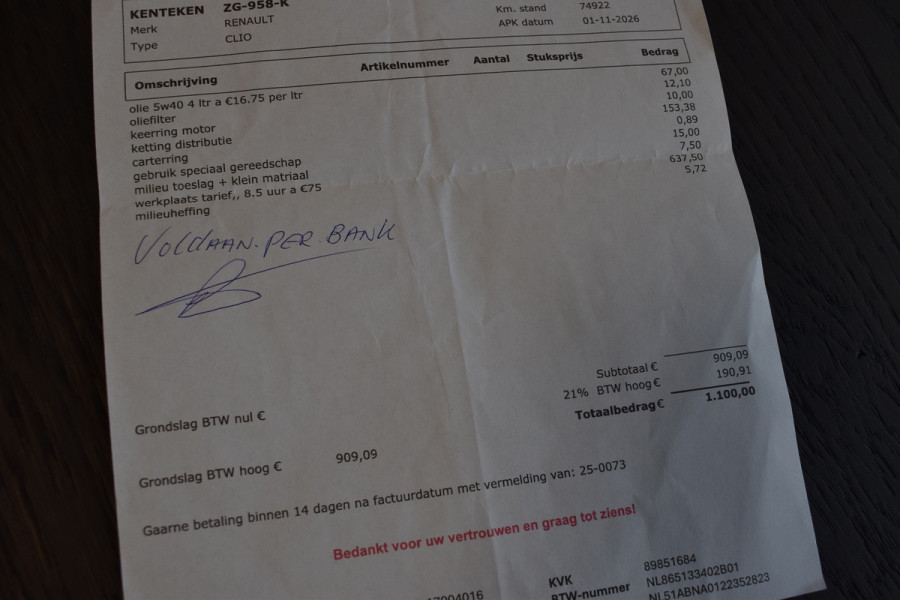 KENTEKEN ZG-958-K Km. stand 74922
Merk RENAULT APK datum 01-11-2026
Type CLIO
Omschrijving Artikelnummer Aantal Stuksprijs Bedrag
olie 5w40 4 ltr a €16.75 per ltr 67,00
oliefilter 12,10
keerring motor 10,00
ketting distributie 153,38
carterring 0,89
gebruik speciaal gereedschap 15,00
milieu toeslag + klein matriaal 7,50
werkplaats tarief,, 8.5 uur a €75 637,50
milieuheffing 5,72
VOLDAAN. PER. BANK
Subtotaal € 909,09
21% BTW hoog € 190,91
Totaalbedrag € 1.100,00
Grondslag BTW nul €
Grondslag BTW hoog € 909,09
Gaarne betaling binnen 14 dagen na factuurdatum met vermelding van: 25-0073
Bedankt voor uw vertrouwen en graag tot ziens!
KVK 89851684
BTW-nummer NL865133402B01
NL51ABNA0122352823